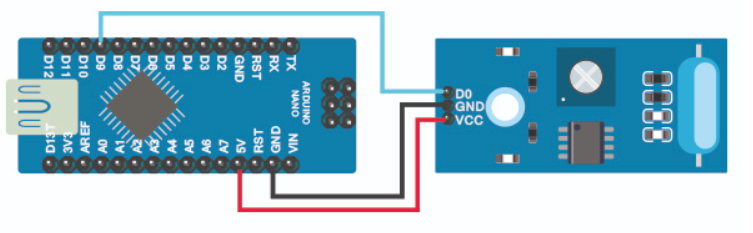 D12 D11 D10 D9 D8 D7 D6 D5 D4 D3 D2 GND RST RX TX
ARDUINO
NANO
D13T 3V3 AREF A0 A1 A2 A3 A4 A5 A6 A7 5V RST GND VIN
D0
GND
VCC